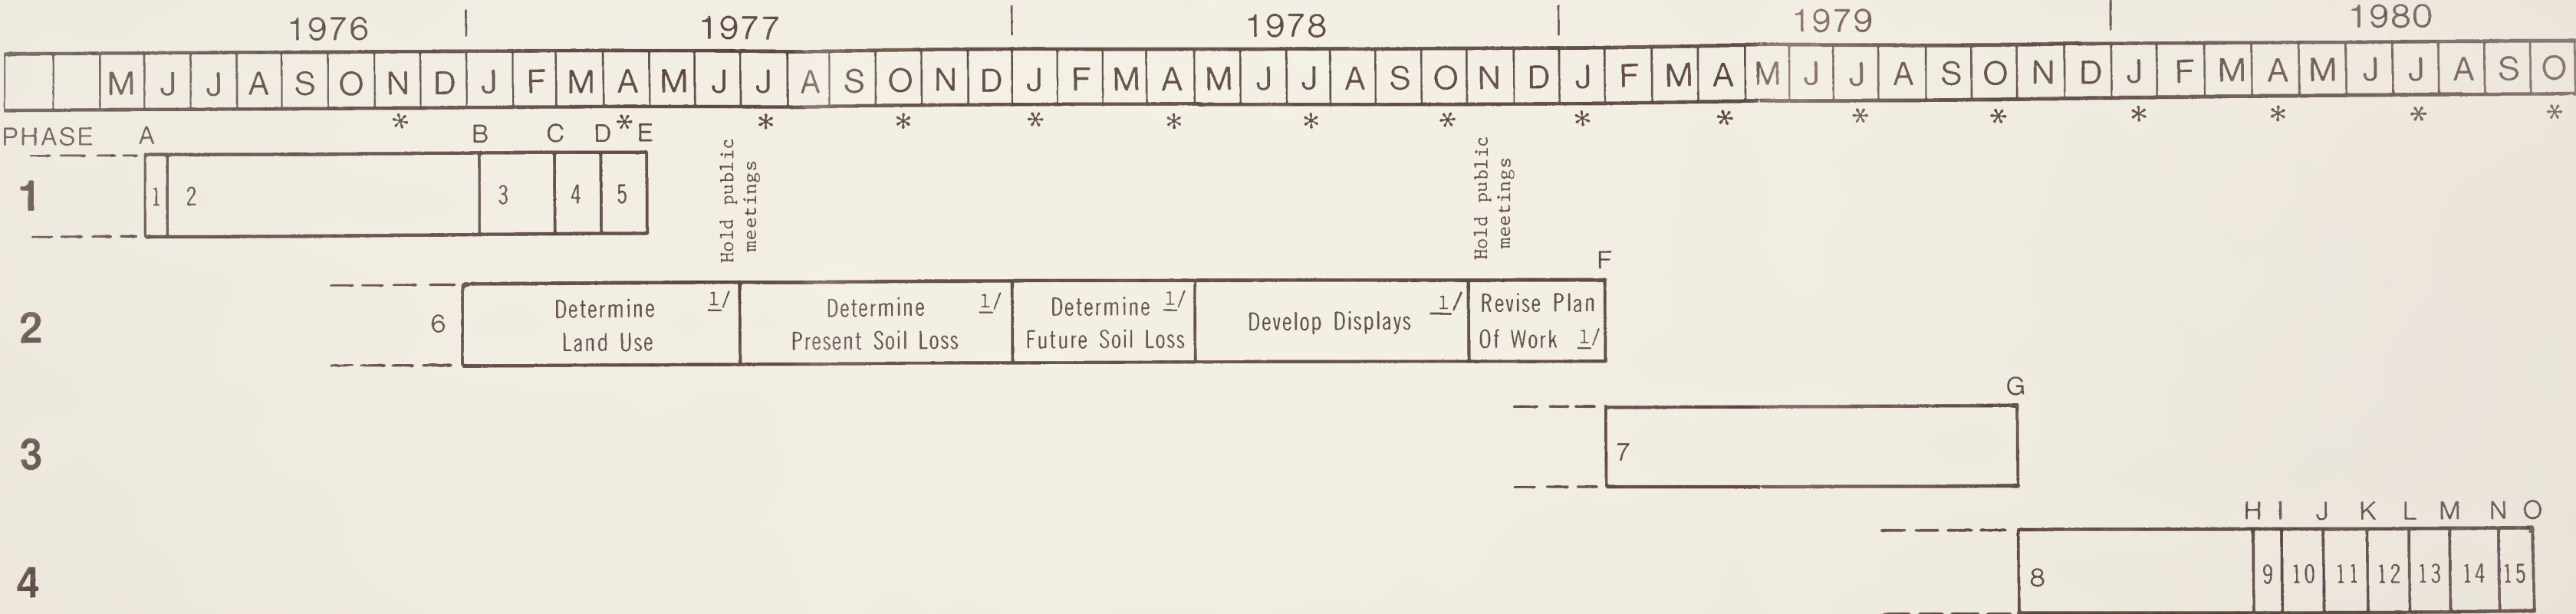 1976 1977 1978 1979 1980
M J J A S O N D J F M A M J J A S O N D J F M A M J J A S O N D J F M A M J J A S O N D J F M A M J J A S O
* * * * * * * * * * * * * * * *
PHASE A B C D E
1 1 2 3 4 5
Hold public
meetings
Hold public
meetings
F
2 6
Determine 1/
Land Use
Determine 1/
Present Soil Loss
Determine 1/
Future Soil Loss
Develop Displays 1/
Revise Plan
Of Work 1/
G
3 7
H I J K L M N O
4 8 9 10 11 12 13 14 15